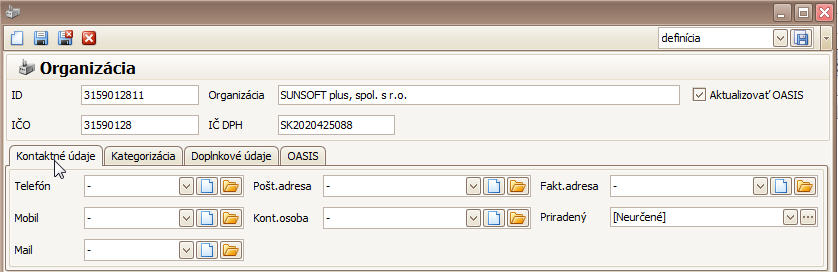 definícia
Organizácia
ID 3159012811 Organizácia SUNSOFT plus, spol. s r.o. Aktualizovať OASIS
IČO 31590128 IČ DPH SK2020425088
Kontaktné údaje Kategorizácia Doplnkové údaje OASIS
Telefón - Pošt.adresa - Fakt.adresa -
Mobil - Kont.osoba - Priradený [Neurčené]
Mail -